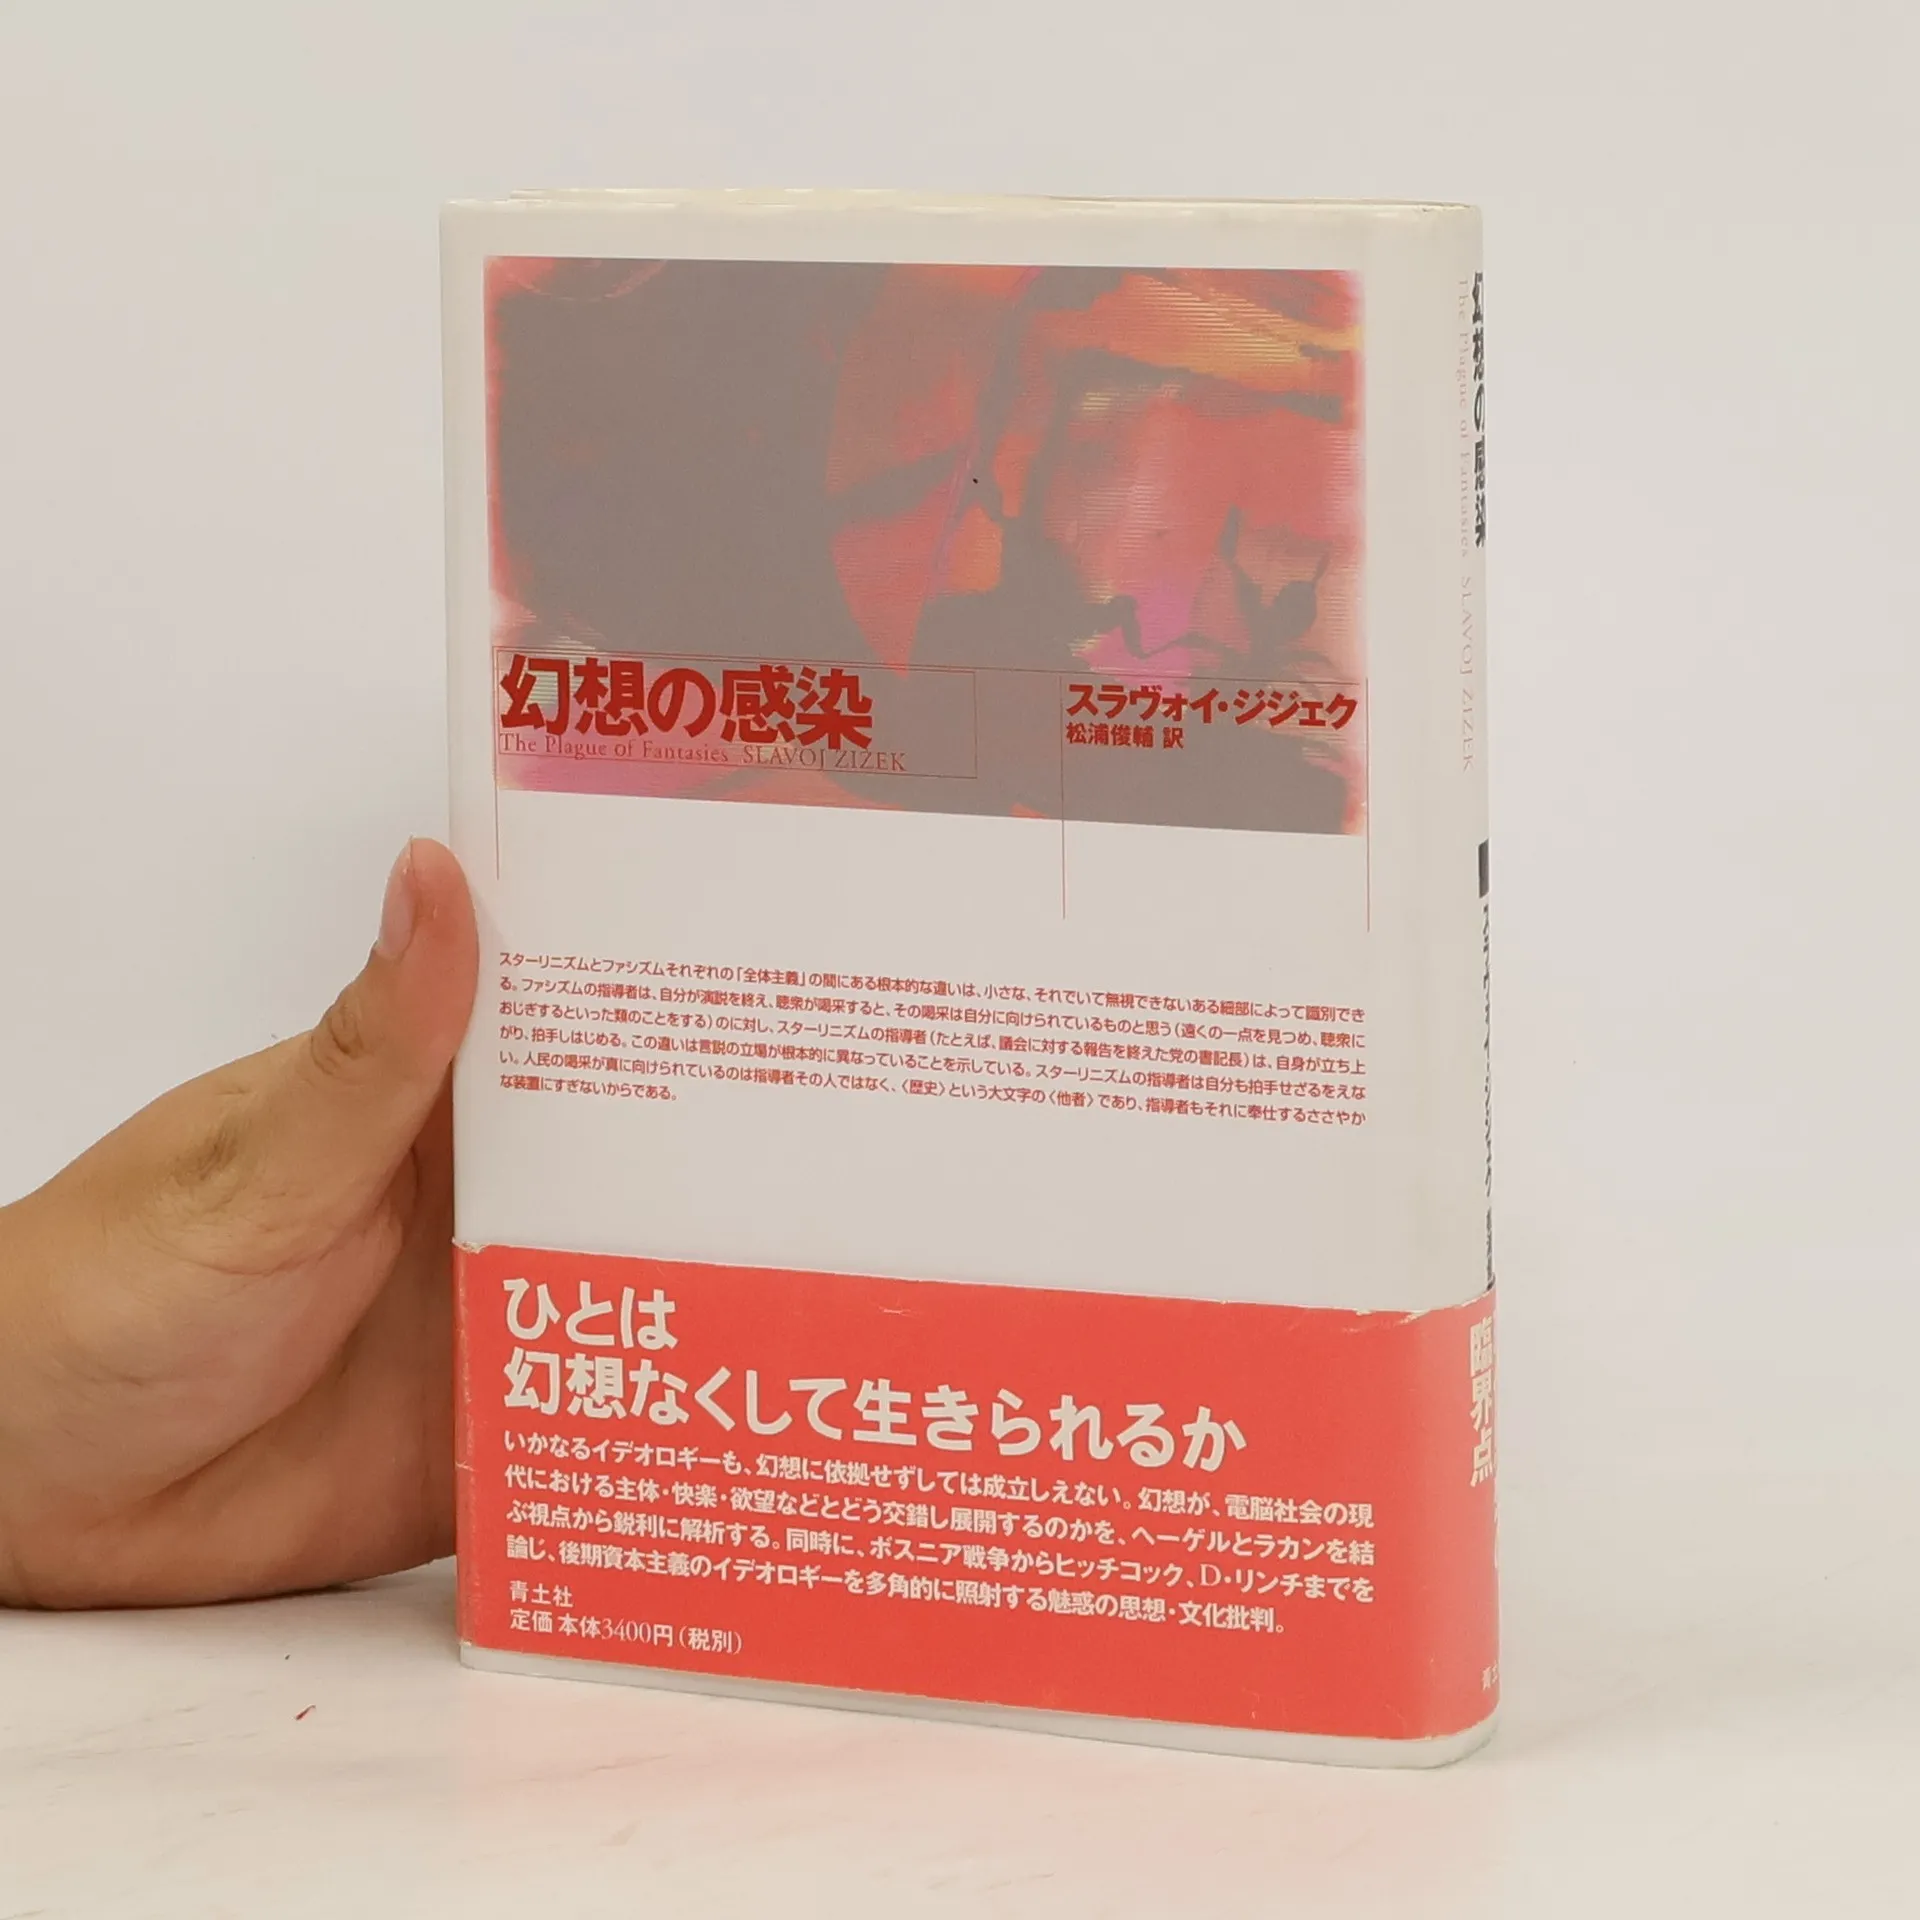 幻想の感染
The Plague of Fantasies SLAVOJ ZIZEK
スラヴォイ・ジジェク
松浦俊輔 訳
スターリニズムとファシズムそれぞれの「全体主義」の間にある根本的な違いは、小さな、それでいて無視できないある細部によって識別でき
る。ファシズムの指導者は、自分が演説を終え、聴衆が喝采すると、その喝采は自分に向けられているものと思う（遠くの一点を見つめ、聴衆に
おじぎするといった類のことをする）のに対し、スターリニズムの指導者（たとえば、議会に対する報告を終えた党の書記長）は、自身が立ち上
がり、拍手しはじめる。この違いは言説の立場が根本的に異なっていることを示している。スターリニズムの指導者は自分も拍手せざるをえな
い。人民の喝采が真に向けられているのは指導者その人ではなく、〈歴史〉という大文字の〈他者〉であり、指導者もそれに奉仕するささやか
な装置にすぎないからである。
ひとは
幻想なくして生きられるか
いかなるイデオロギーも、幻想に依拠せずしては成立しえない。幻想が、電脳社会の現
代における主体・快楽・欲望などとどう交錯し展開するのかを、ヘーゲルとラカンを結
ぶ視点から鋭利に解析する。同時に、ボスニア戦争からヒッチコック、D・リンチまでを
論じ、後期資本主義のイデオロギーを多角的に照射する魅惑の思想・文化批判。
青土社
定価 本体3400円（税別）
幻想の感染
The Plague of Fantasies SLAVOJ ZIZEK
臨界点